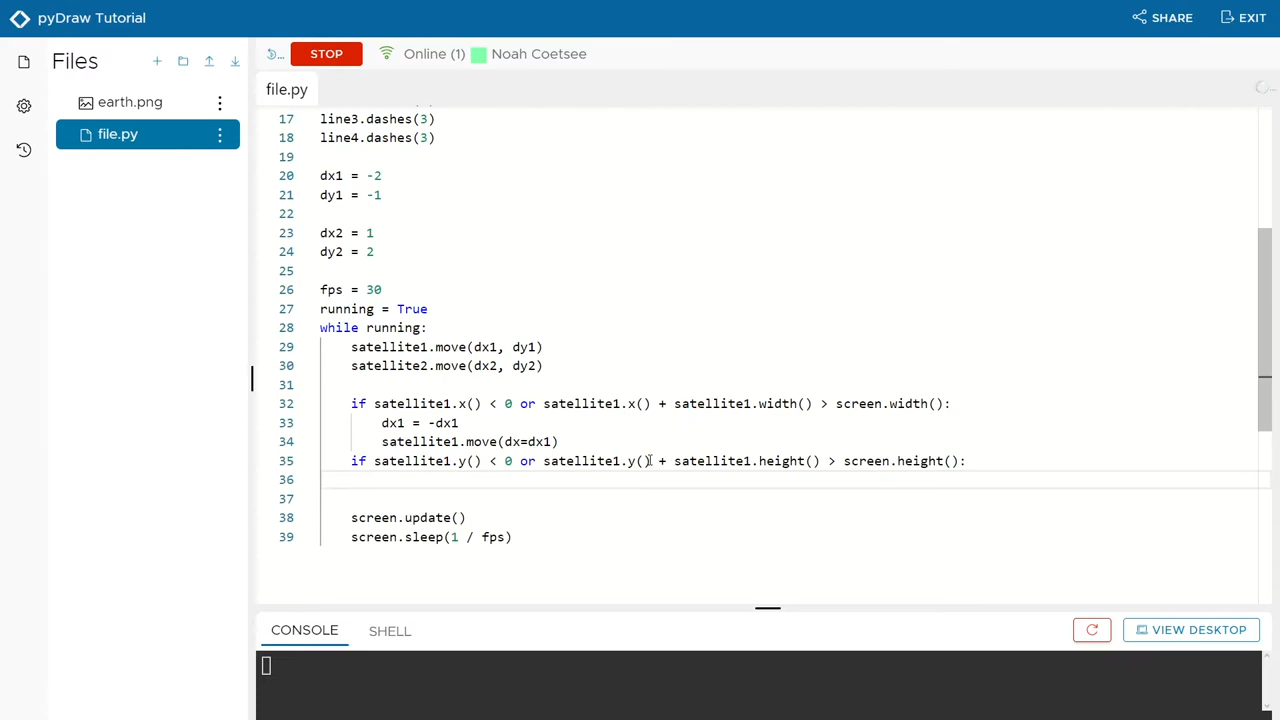 pyDraw Tutorial
SHARE
EXIT
Files
STOP
Online (1)
Noah Coetsee
earth.png
file.py
file.py
17 line3.dashes(3)
18 line4.dashes(3)
19
20 dx1 = -2
21 dy1 = -1
22
23 dx2 = 1
24 dy2 = 2
25
26 fps = 30
27 running = True
28 while running:
29 satellite1.move(dx1, dy1)
30 satellite2.move(dx2, dy2)
31
32 if satellite1.x() < 0 or satellite1.x() + satellite1.width() > screen.width():
33 dx1 = -dx1
34 satellite1.move(dx=dx1)
35 if satellite1.y() < 0 or satellite1.y() + satellite1.height() > screen.height():
36
37
38 screen.update()
39 screen.sleep(1 / fps)
CONSOLE
SHELL
VIEW DESKTOP